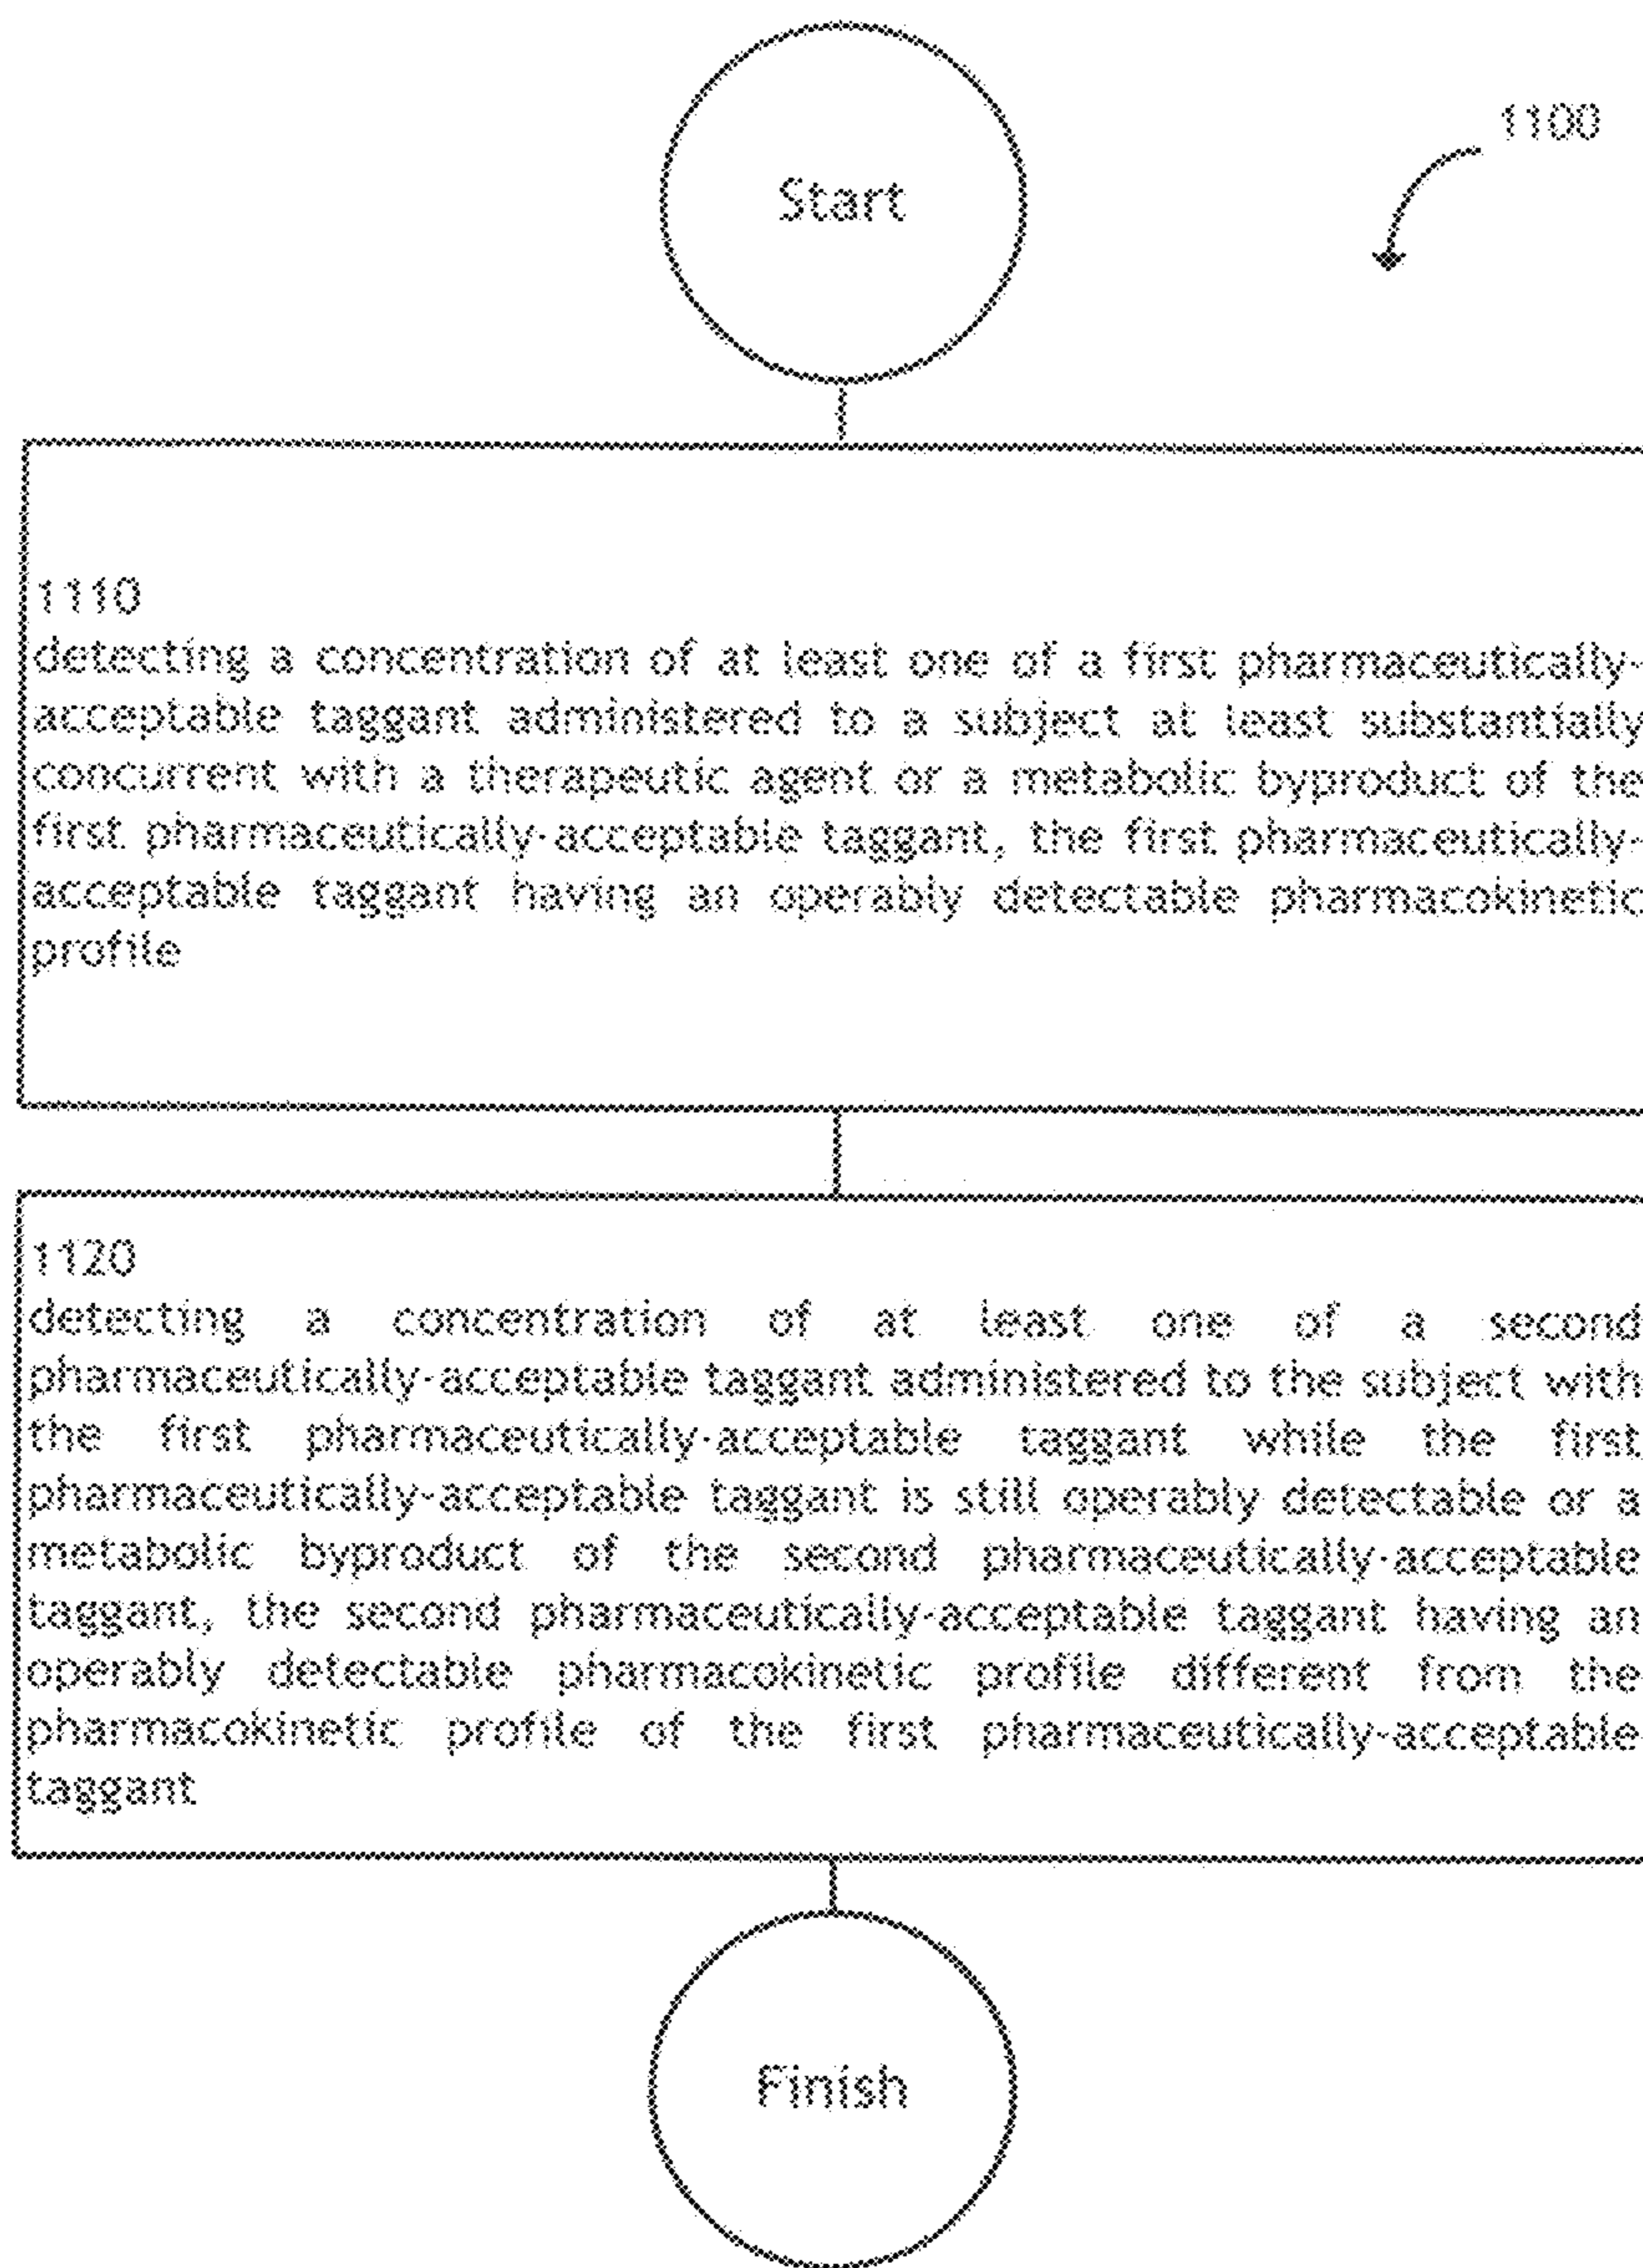 Start
1100
1110
detecting a concentration of at least one of a first pharmaceutically-
acceptable taggant administered to a subject at least substantially
concurrent with a therapeutic agent or a metabolic byproduct of the
first pharmaceutically-acceptable taggant, the first pharmaceutically-
acceptable taggant having an operably detectable pharmacokinetic
profile
1120
detecting a concentration of at least one of a second
pharmaceutically-acceptable taggant administered to the subject with
the first pharmaceutically-acceptable taggant while the first
pharmaceutically-acceptable taggant is still operably detectable or a
metabolic byproduct of the second pharmaceutically-acceptable
taggant, the second pharmaceutically-acceptable taggant having an
operably detectable pharmacokinetic profile different from the
pharmacokinetic profile of the first pharmaceutically-acceptable
taggant
Finish